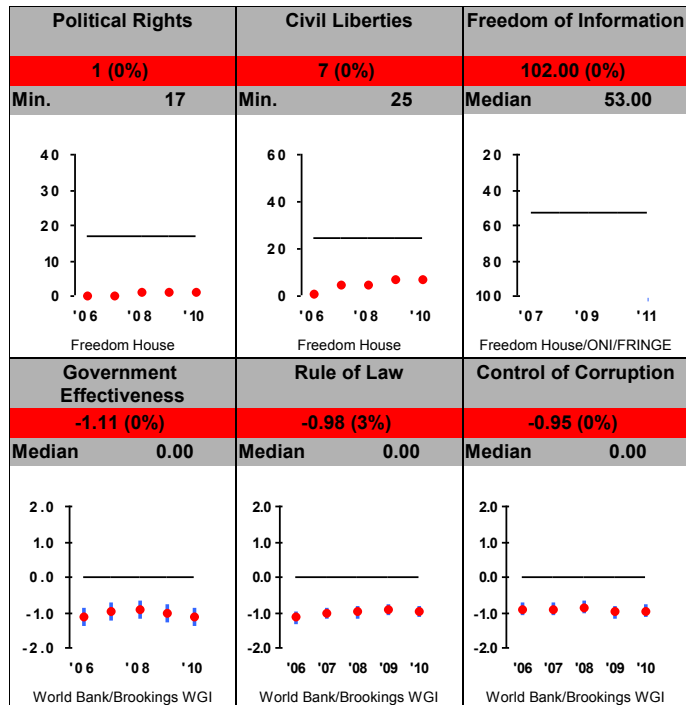 Political Rights
1 (0%)
Min. 17
40
30
20
10
0
'06 '08 '10
Freedom House
Civil Liberties
7 (0%)
Min. 25
60
40
20
0
'06 '08 '10
Freedom House
Freedom of Information
102.00 (0%)
Median 53.00
20
40
60
80
100
'07 '09 '11
Freedom House/ONI/FRINGE
Government
Effectiveness
-1.11 (0%)
Median 0.00
2.0
1.0
0.0
-1.0
-2.0
'06 '08 '10
World Bank/Brookings WGI
Rule of Law
-0.98 (3%)
Median 0.00
2.0
1.0
0.0
-1.0
-2.0
'06 '07 '08 '09 '10
World Bank/Brookings WGI
Control of Corruption
-0.95 (0%)
Median 0.00
2.0
1.0
0.0
-1.0
-2.0
'06 '07 '08 '09 '10
World Bank/Brookings WGI